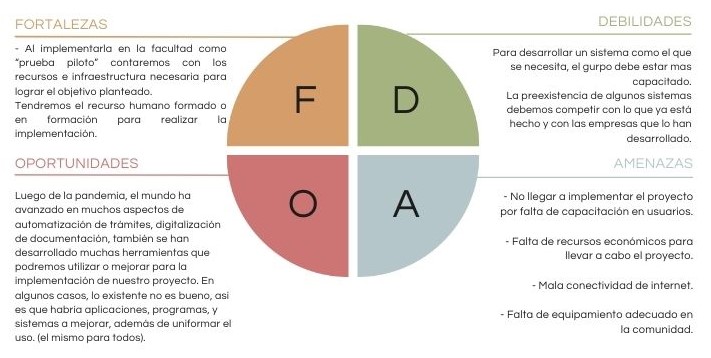 FORTALEZAS
- Al implementarla en la facultad como
"prueba piloto" contaremos con los
recursos e infraestructura necesaria para
lograr el objetivo planteado.
Tendremos el recurso humano formado o
en formación para realizar la
implementación.
DEBILIDADES
Para desarrollar un sistema como el que
se necesita, el gurpo debe estar mas
capacitado.
La preexistencia de algunos sistemas
debemos competir con lo que ya está
hecho y con las empresas que lo han
desarrollado.
F
D
O
A
OPORTUNIDADES
Luego de la pandemia, el mundo ha
avanzado en muchos aspectos de
automatización de trámites, digitalización
de documentación, también se han
desarrollado muchas herramientas que
podremos utilizar o mejorar para la
implementación de nuestro proyecto. En
algunos casos, lo existente no es bueno, asi
es que habría aplicaciones, programas, y
sistemas a mejorar, además de uniformar el
uso. (el mismo para todos).
AMENAZAS
- No llegar a implementar el proyecto
por falta de capacitación en usuarios.
- Falta de recursos económicos para
llevar a cabo el proyecto.
- Mala conectividad de internet.
- Falta de equipamiento adecuado en
la comunidad.